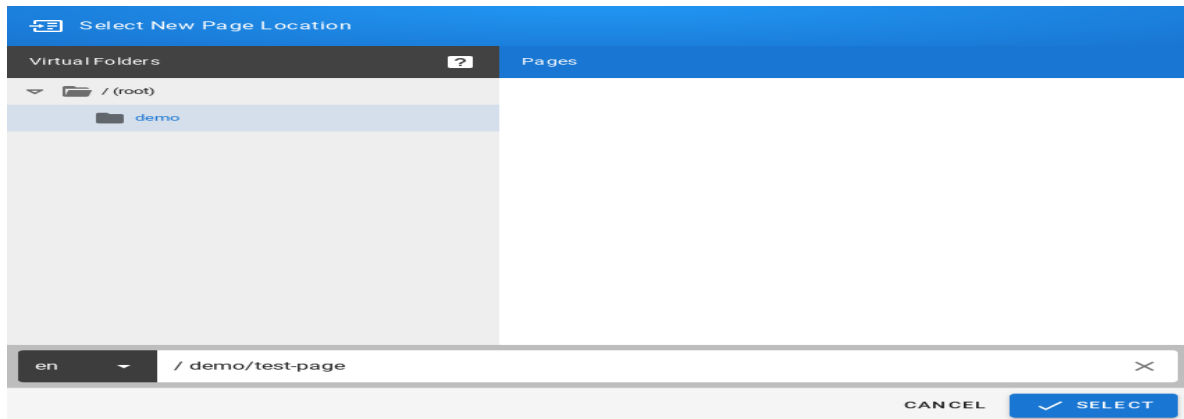 Select New Page Location
Virtual Folders ? Pages
/ (root)
demo
en / demo/test-page
CANCEL SELECT